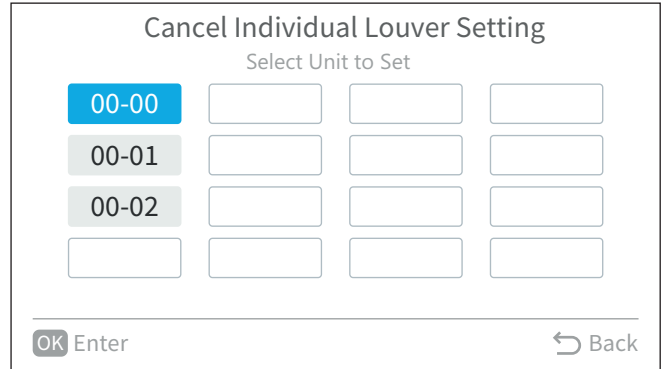 Cancel Individual Louver Setting
Select Unit to Set
00-00
00-01
00-02
OK Enter
Back